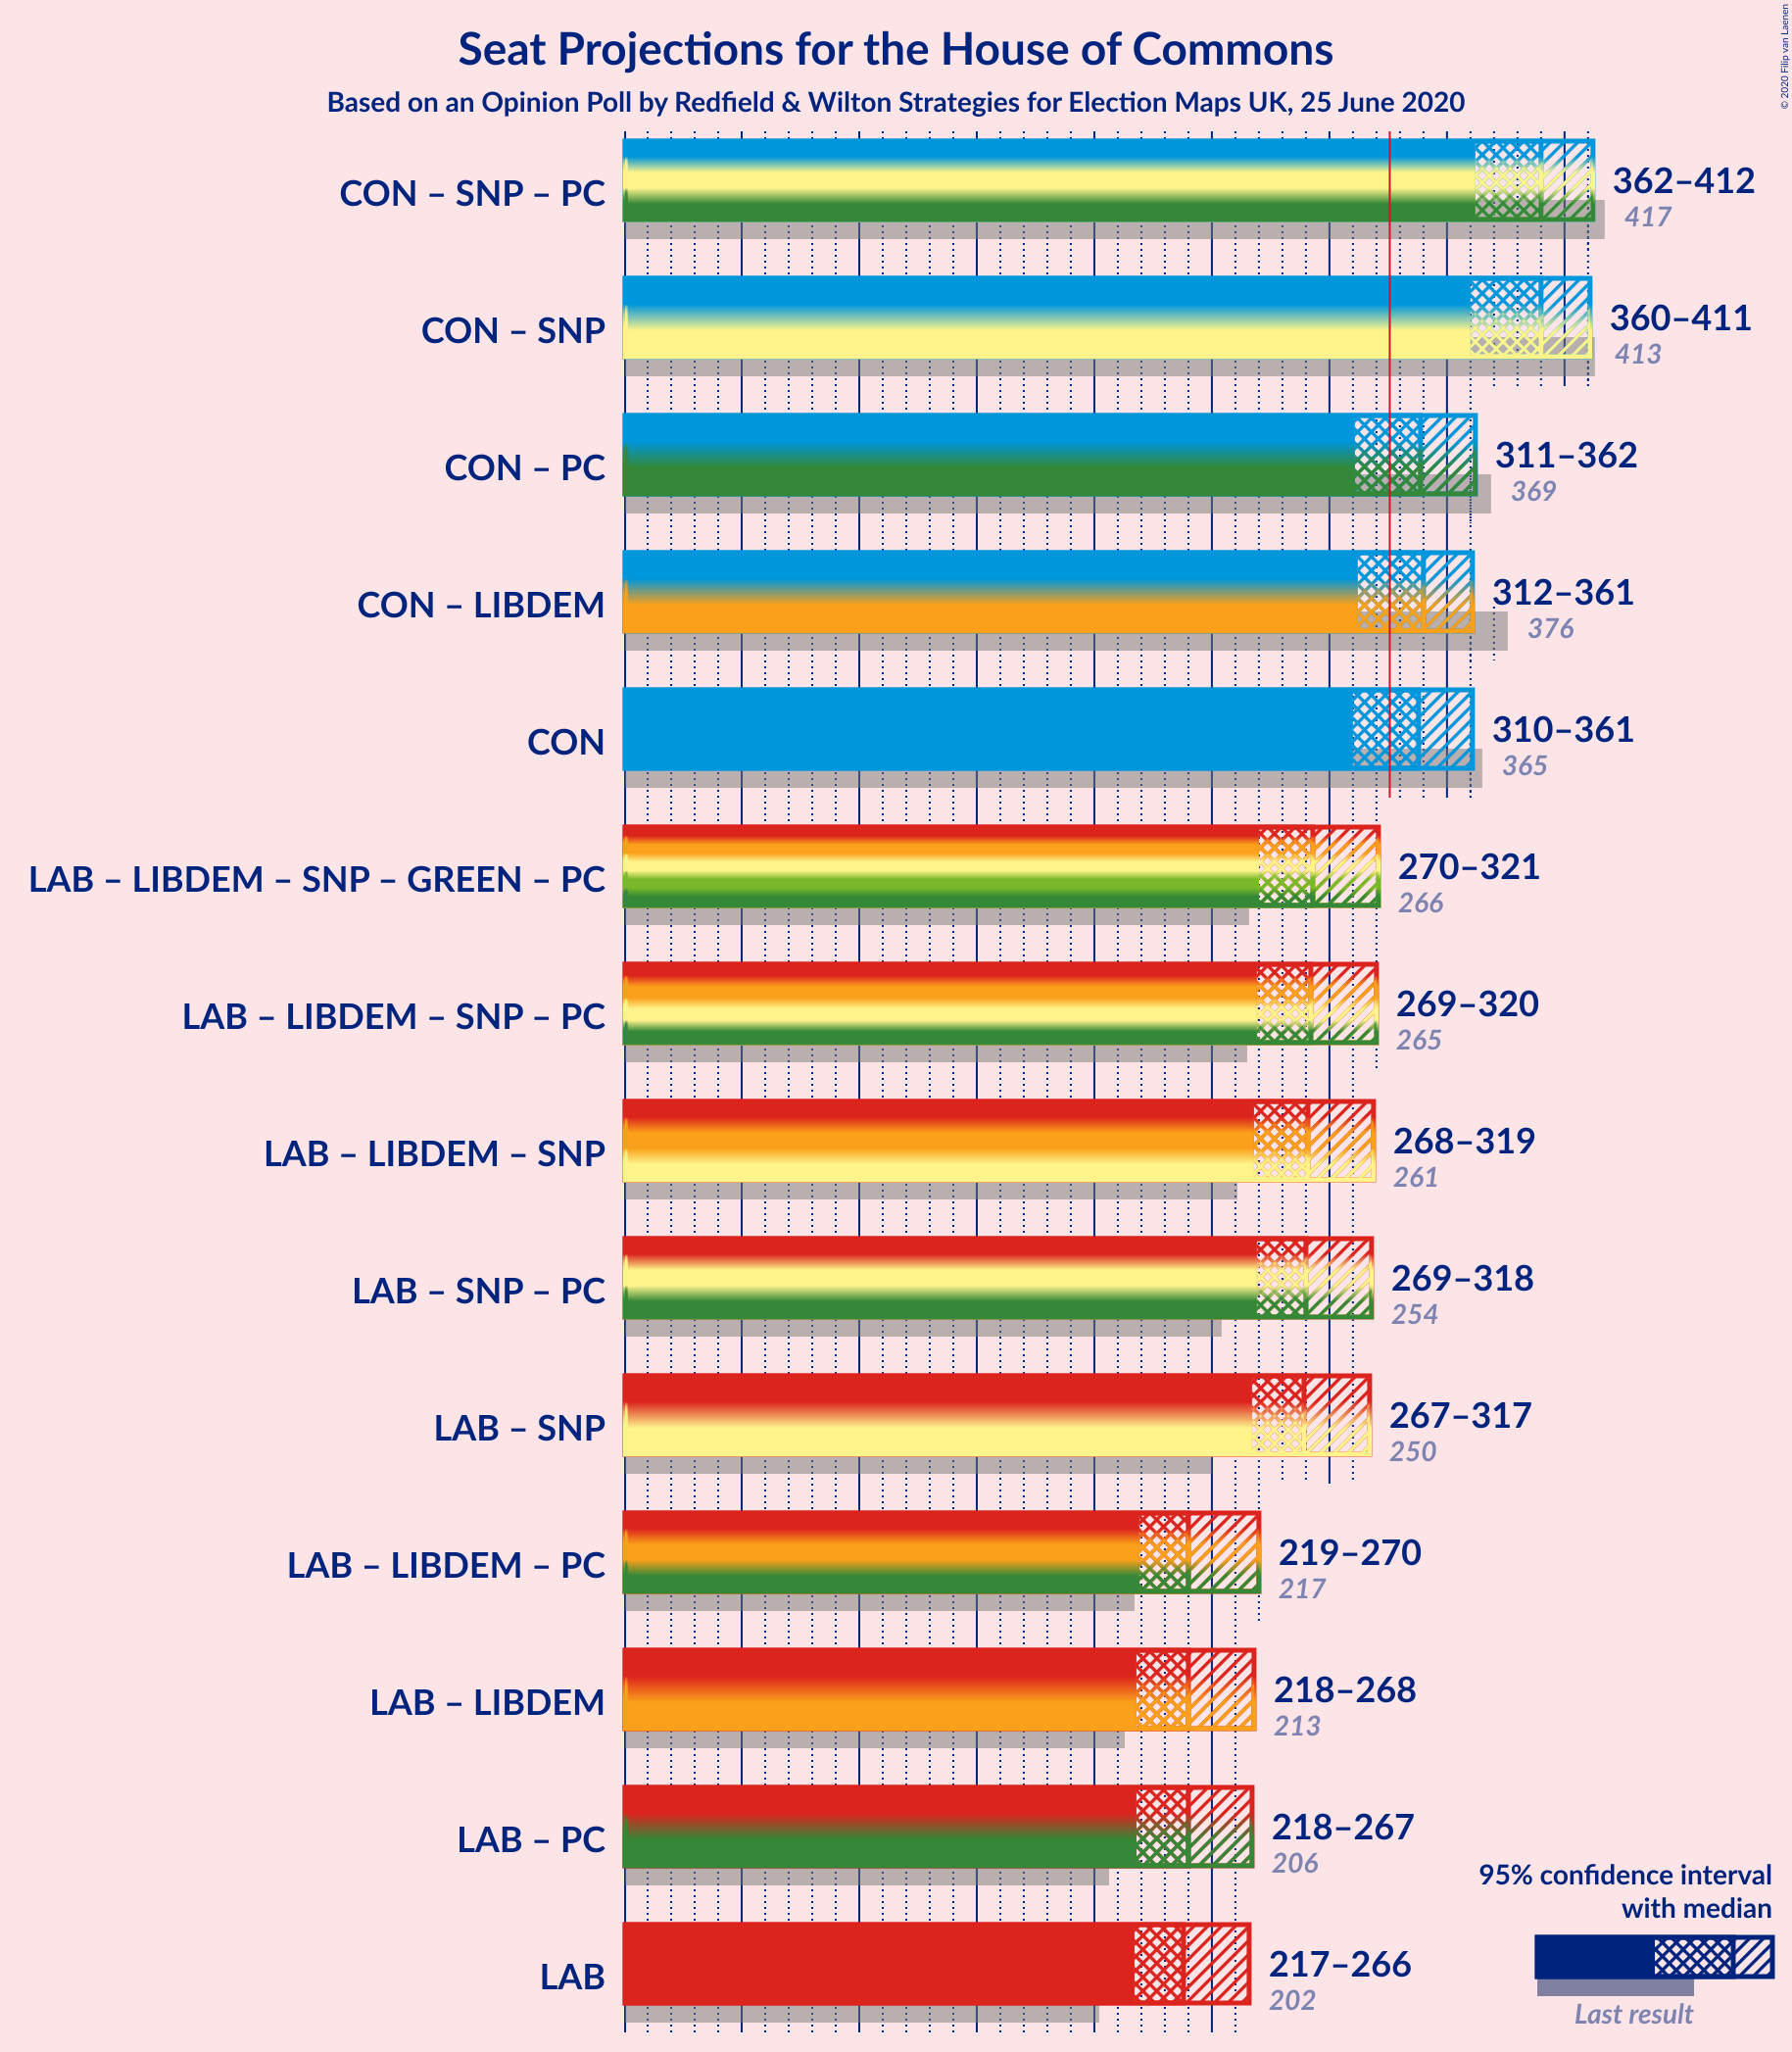 Seat Projections for the House of Commons
Based on an Opinion Poll by Redfield & Wilton Strategies for Election Maps UK, 25 June 2020
© 2020 Filip van Laenen
CON – SNP – PC
362–412
417
CON – SNP
360–411
413
CON – PC
311–362
369
CON – LIBDEM
312–361
376
CON
310–361
365
LAB – LIBDEM – SNP – GREEN – PC
270–321
266
LAB – LIBDEM – SNP – PC
269–320
265
LAB – LIBDEM – SNP
268–319
261
LAB – SNP – PC
269–318
254
LAB – SNP
267–317
250
LAB – LIBDEM – PC
219–270
217
LAB – LIBDEM
218–268
213
LAB – PC
218–267
206
LAB
217–266
202
95% confidence interval
with median
Last result